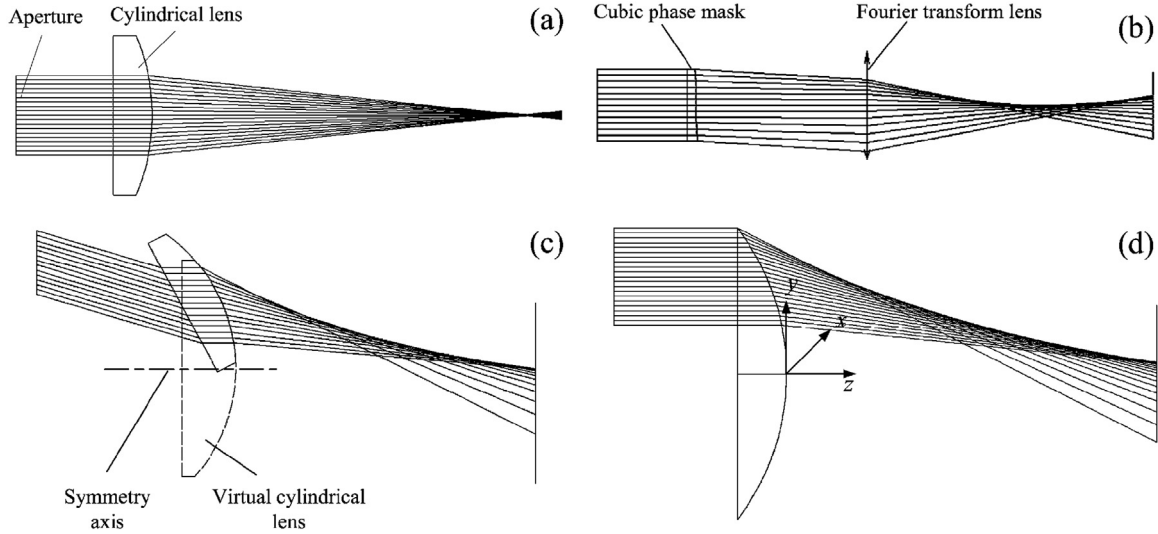 Aperture
Cylindrical lens
(a)
Cubic phase mask
Fourier transform lens
(b)
(c)
Symmetry
axis
Virtual cylindrical
lens
(d)
y
x
z